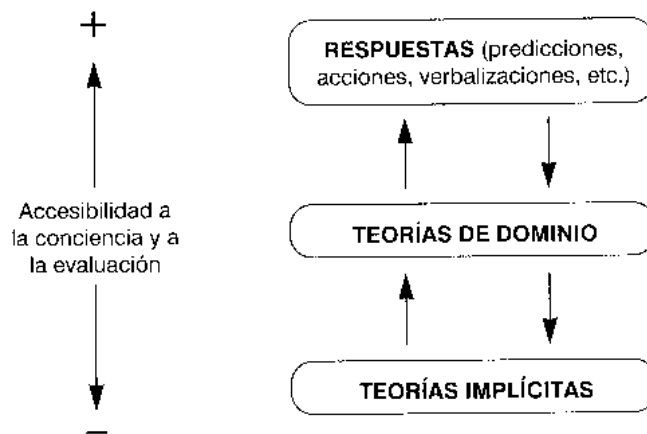 +
RESPUESTAS (predicciones,
acciones, verbalizaciones, etc.)
Accesibilidad a
la conciencia y a
la evaluación
TEORÍAS DE DOMINIO
TEORÍAS IMPLÍCITAS
–